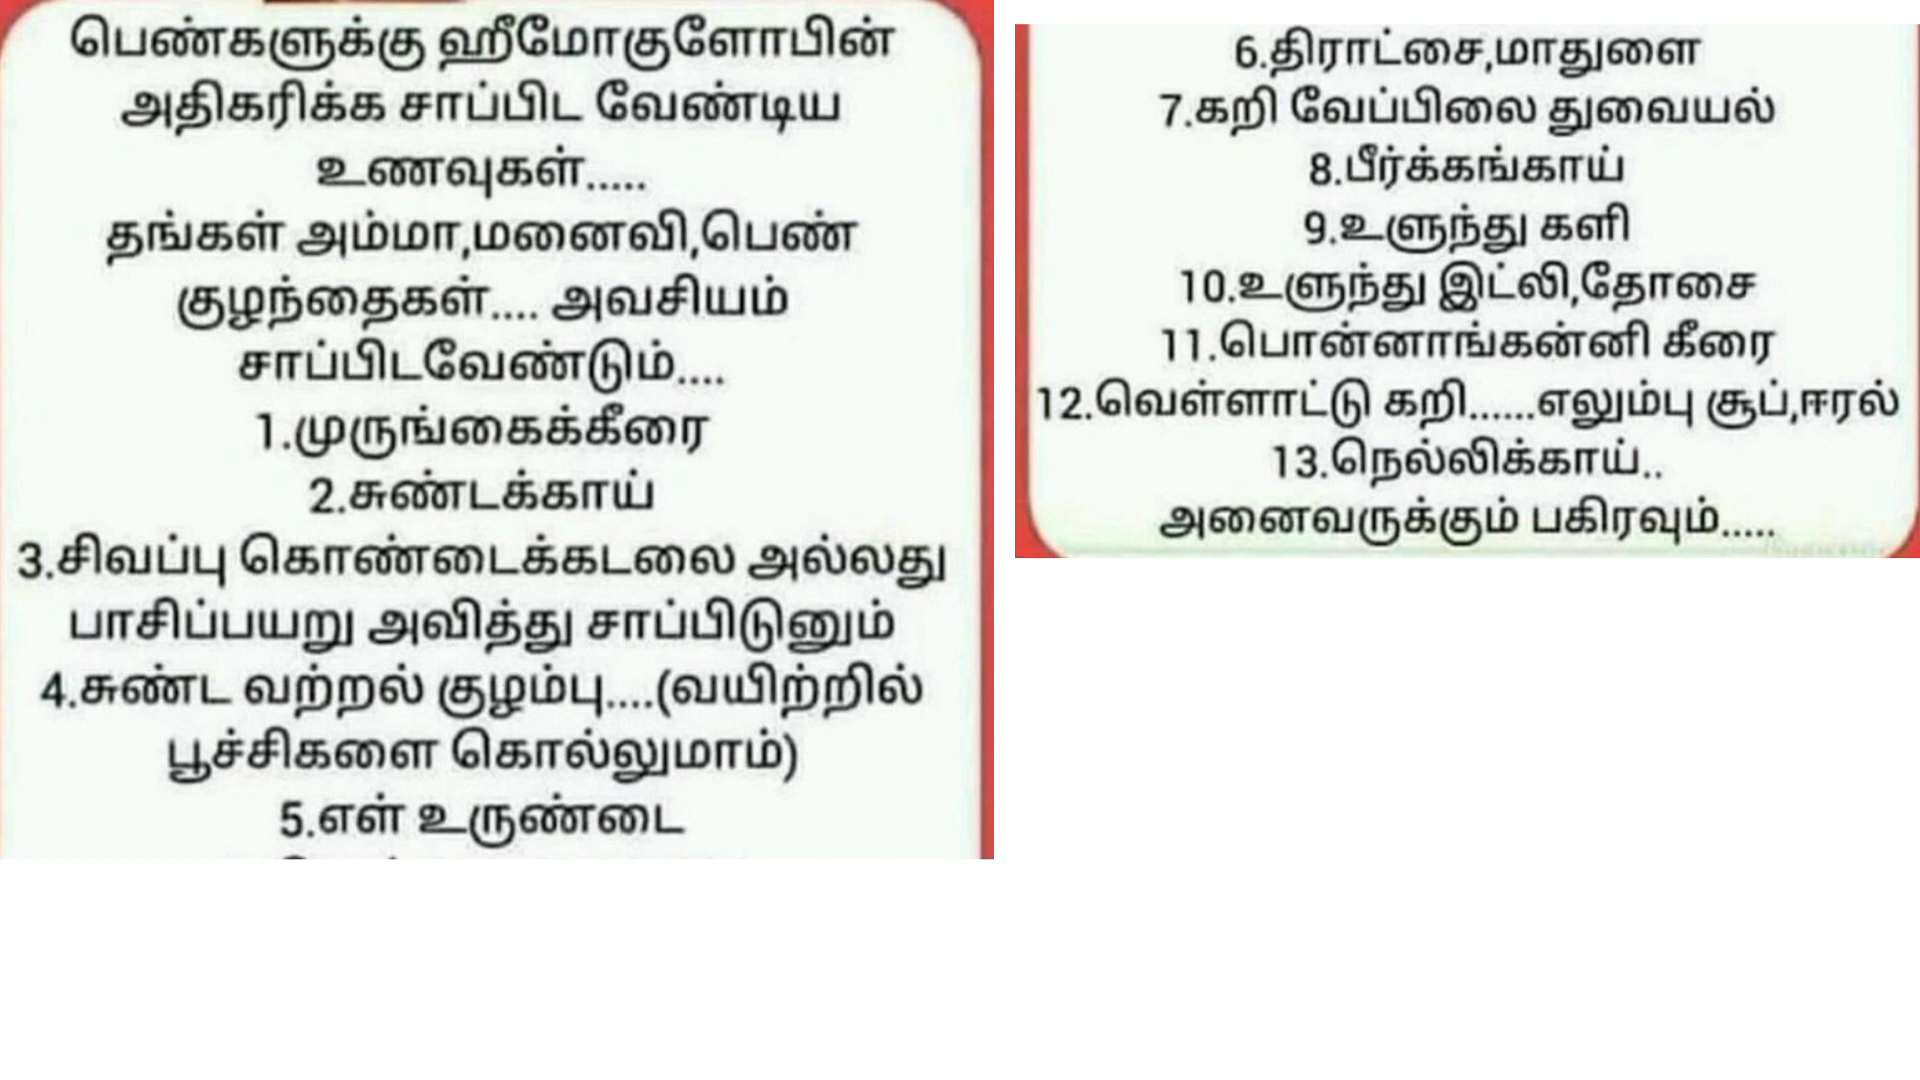 பெண்களுக்கு ஹீமோகுளோபின்
அதிகரிக்க சாப்பிட வேண்டிய
உணவுகள்.....
தங்கள் அம்மா,மனைவி,பெண்
குழந்தைகள்.... அவசியம்
சாப்பிடவேண்டும்....
1.முருங்கைக்கீரை
2.சுண்டக்காய்
3.சிவப்பு கொண்டைக்கடலை அல்லது
பாசிப்பயறு அவித்து சாப்பிடுனும்
4.சுண்ட வற்றல் குழம்பு....(வயிற்றில்
பூச்சிகளை கொல்லுமாம்)
5.எள் உருண்டை
6.திராட்சை,மாதுளை
7.கறி வேப்பிலை துவையல்
8.பீர்க்கங்காய்
9.உளுந்து களி
10.உளுந்து இட்லி,தோசை
11.பொன்னாங்கன்னி கீரை
12.வெள்ளாட்டு கறி......எலும்பு சூப்,ஈரல்
13.நெல்லிக்காய்..
அனைவருக்கும் பகிரவும்.....